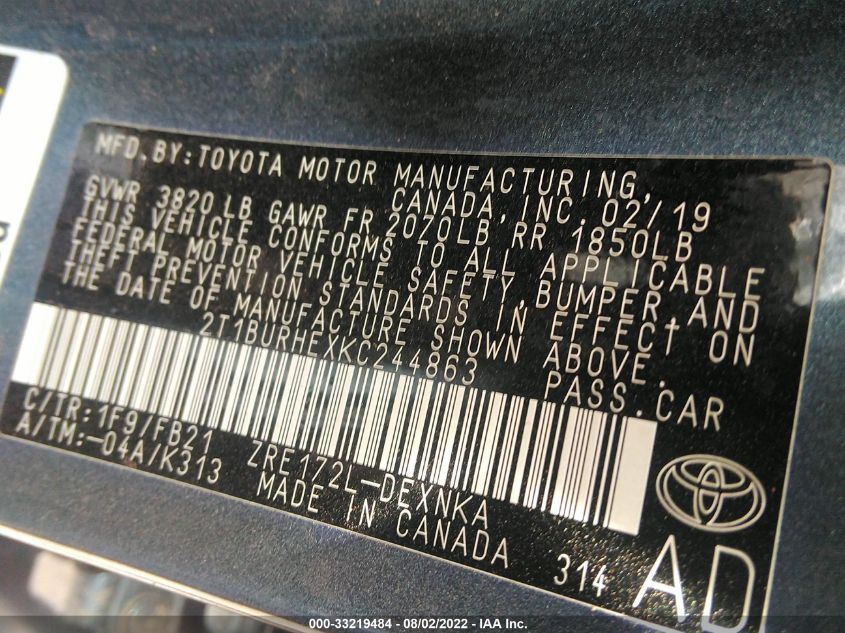 MFD.BY:TOYOTA MOTOR MANUFACTURING,
CANADA, INC. 02/19
GVWR 3820 LB GAWR FR 2070LB RR 1850LB
THIS VEHICLE CONFORMS TO ALL APPLICABLE
FEDERAL MOTOR VEHICLE SAFETY, BUMPER AND
THEFT PREVENTION STANDARDS IN EFFECT ON
THE DATE OF MANUFACTURE SHOWN ABOVE.
2T1BURHEXKC244863 PASS.CAR
C/TR:1F9/FB21 ZRE172L-DEXNKA
A/TM:-04A/K313 MADE IN CANADA 314
AD
000-33219484 - 08/02/2022 - IAA Inc.